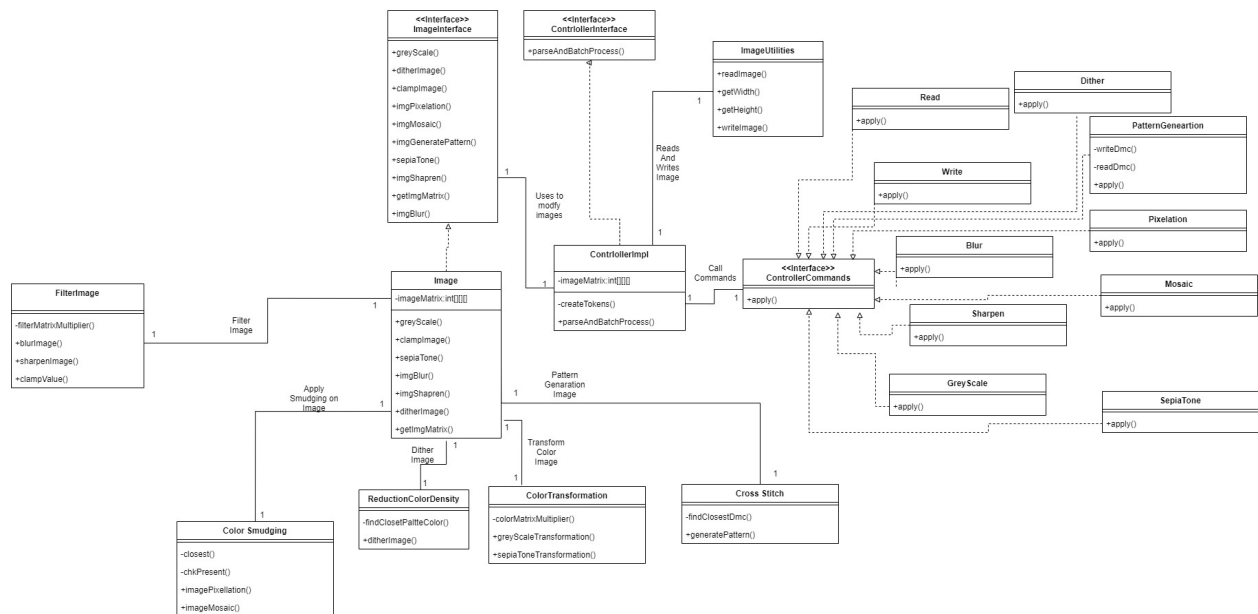 <<Interface>>
ImageInterface
+greyScale()
+ditherImage()
+clampImage()
+imgPixelation()
+imgMosaic()
+imgGeneratePattern()
+sepiaTone()
+imgShapren()
+getImgMatrix()
+imgBlur()
<<Interface>>
ContrlollerInterface
+parseAndBatchProcess()
ImageUtilities
+readImage()
+getWidth()
+getHeight()
+writeImage()
Read
+apply()
Dither
+apply()
PatternGeneartion
-writeDmc()
-readDmc()
+apply()
Write
+apply()
Pixelation
+apply()
Blur
+apply()
Mosaic
+apply()
Sharpen
+apply()
GreyScale
+apply()
SepiaTone
+apply()
<<Interface>>
ControllerCommands
+apply()
Call
Commands
1
1
Reads
And
Writes
Image
1
1
Uses to
modfy
images
1
1
ContrlollerImpl
-imageMatrix:int[][][]
-createTokens()
+parseAndBatchProcess()
Image
-imageMatrix:int[][][]
+greyScale()
+clampImage()
+sepiaTone()
+imgBlur()
+imgShapren()
+ditherImage()
+getImgMatrix()
FilterImage
-filterMatrixMultiplier()
+blurImage()
+sharpenImage()
+clampValue()
Filter
Image
1
1
Apply
Smudging on
Image
1
1
Dither
Image
1
1
Transform
Color
Image
1
1
Pattern
Genaration
Image
1
1
Color Smudging
-closest()
-chkPresent()
+imagePixellation()
+imageMosaic()
ReductionColorDensity
-findClosetPaltteColor()
+ditherImage()
ColorTransformation
-colorMatrixMultiplier()
+greyScaleTransformation()
+sepiaToneTransformation()
Cross Stitch
-findClosestDmc()
+generatePattern()